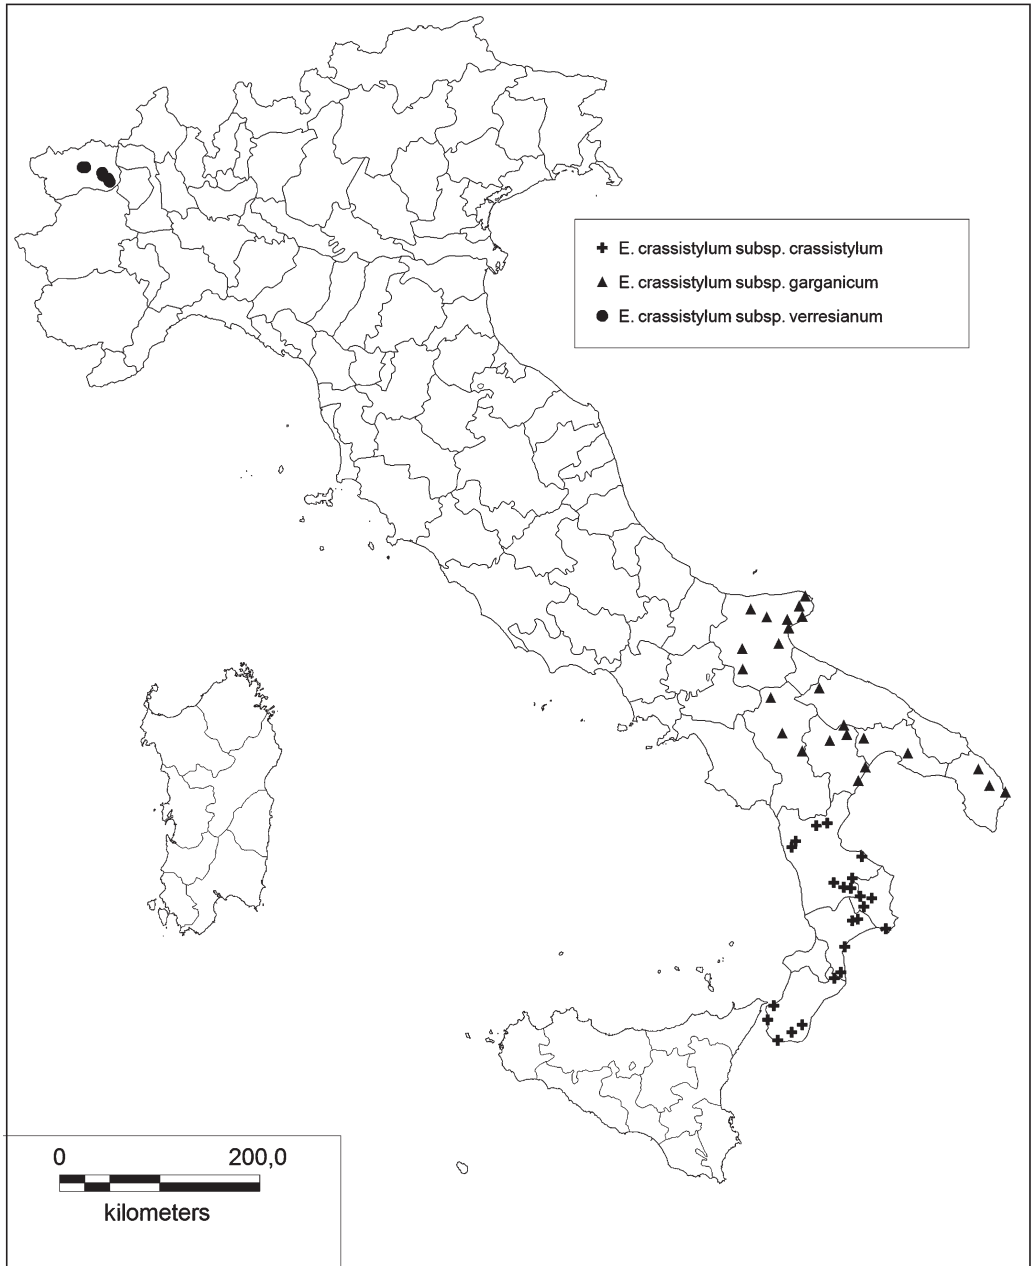 E. crassistylum subsp. crassistylum
E. crassistylum subsp. garganicum
E. crassistylum subsp. verresianum
0 200,0
kilometers